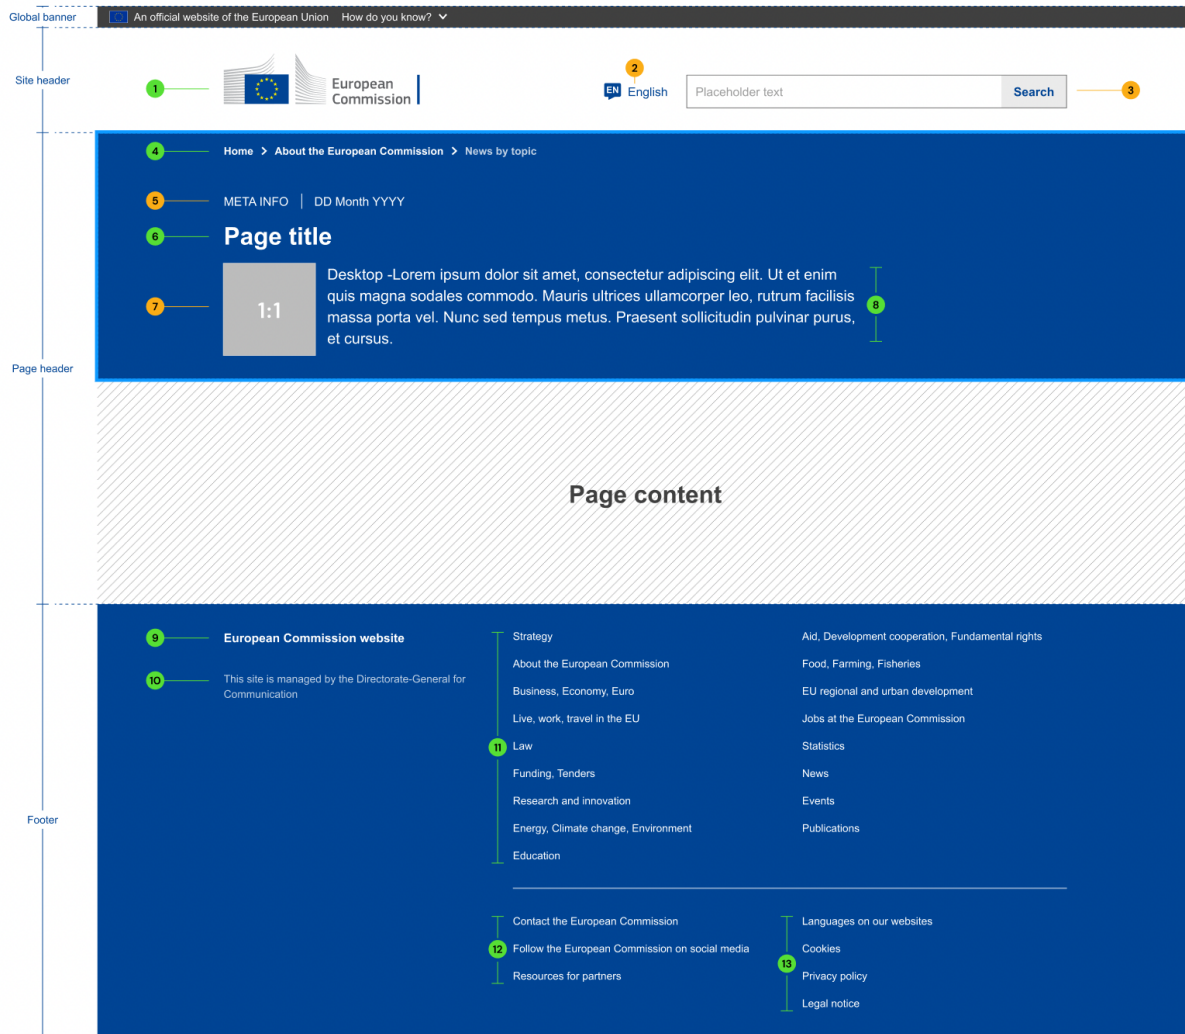 Global banner
An official website of the European Union How do you know?
Site header
1
European
Commission
2
EN English
Placeholder text
Search
3
4
Home > About the European Commission > News by topic
5
META INFO | DD Month YYYY
6
Page title
7
1:1
Desktop -Lorem ipsum dolor sit amet, consectetur adipiscing elit. Ut et enim
quis magna sodales commodo. Mauris ultrices ullamcorper leo, rutrum facilisis
massa porta vel. Nunc sed tempus metus. Praesent sollicitudin pulvinar purus,
et cursus.
8
Page header
Page content
Footer
9
European Commission website
10
This site is managed by the Directorate-General for
Communication
11
Strategy
About the European Commission
Business, Economy, Euro
Live, work, travel in the EU
Law
Funding, Tenders
Research and innovation
Energy, Climate change, Environment
Education
Aid, Development cooperation, Fundamental rights
Food, Farming, Fisheries
EU regional and urban development
Jobs at the European Commission
Statistics
News
Events
Publications
12
Contact the European Commission
Follow the European Commission on social media
Resources for partners
13
Languages on our websites
Cookies
Privacy policy
Legal notice